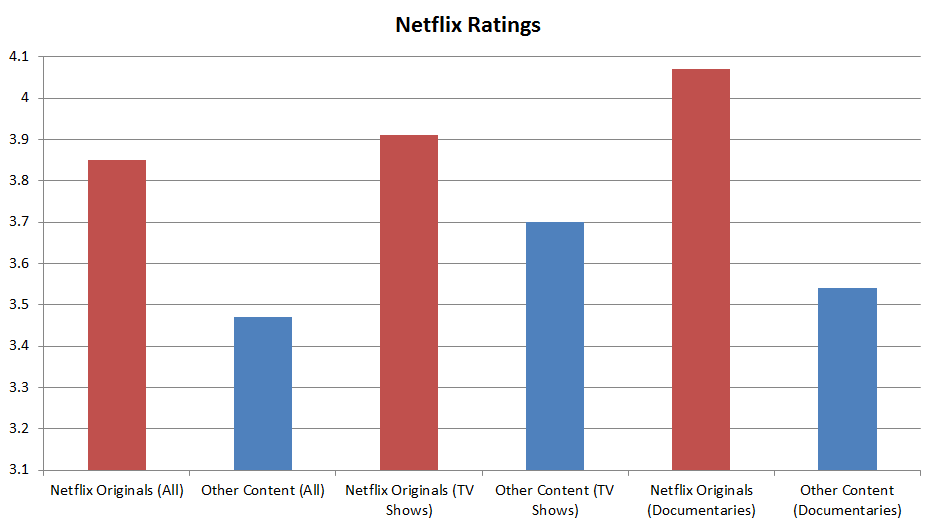 Netflix Ratings
4.1
4
3.9
3.8
3.7
3.6
3.5
3.4
3.3
3.2
3.1
Netflix Originals (All)
Other Content (All)
Netflix Originals (TV
Shows)
Other Content (TV
Shows)
Netflix Originals
(Documentaries)
Other Content
(Documentaries)